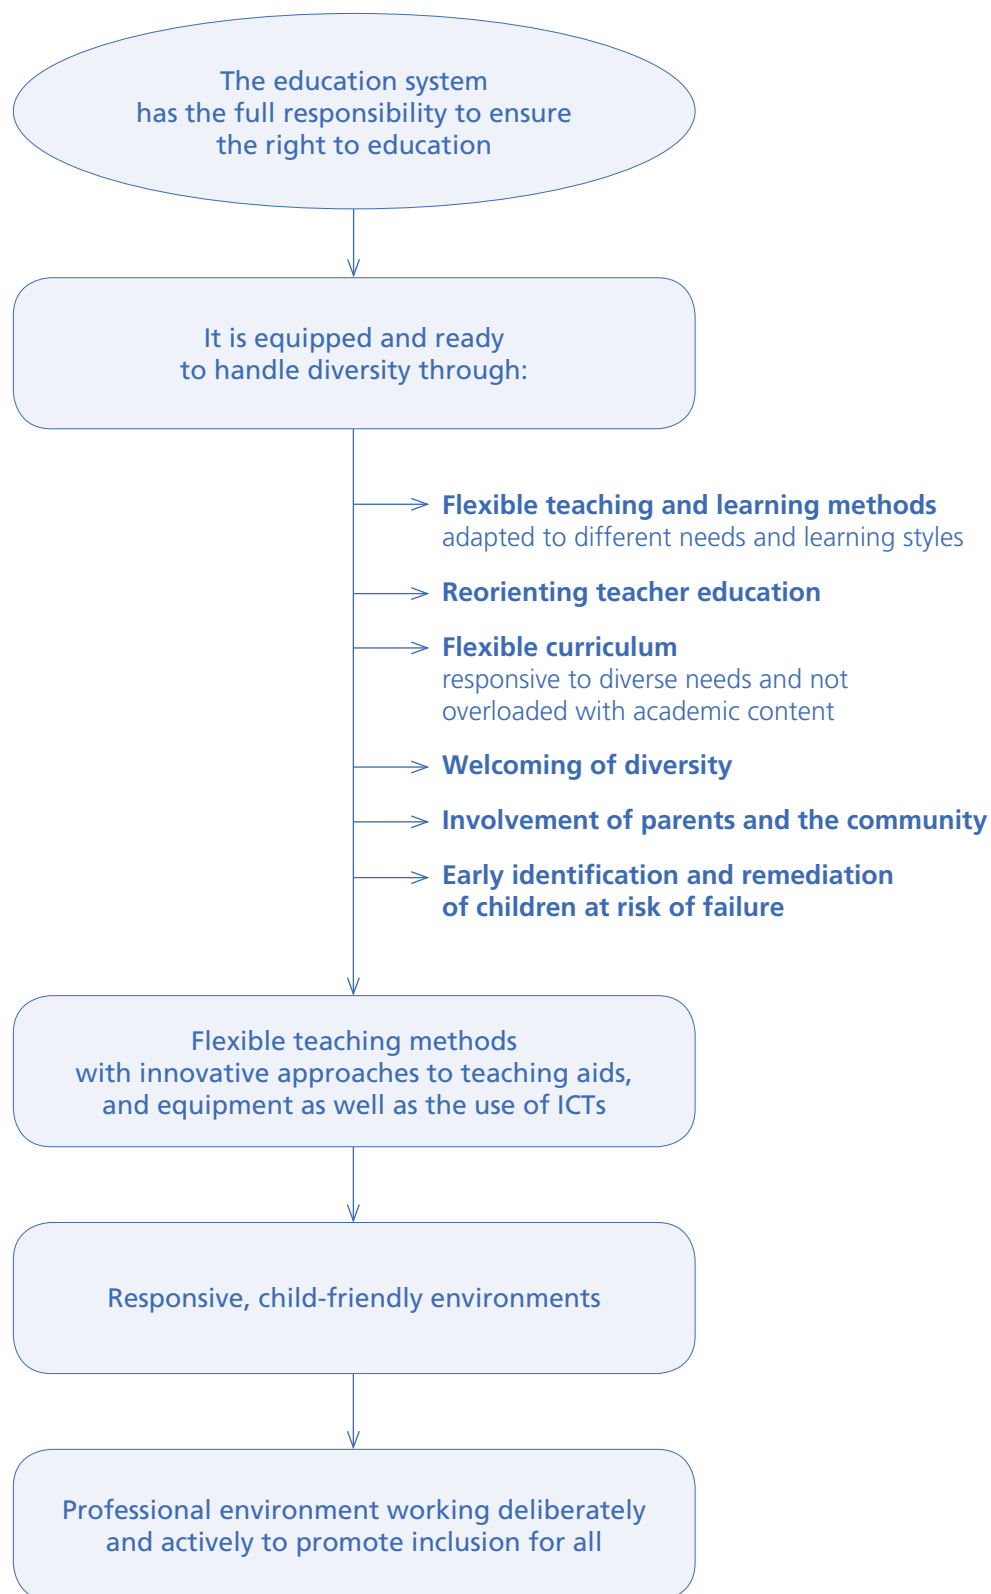 The education system
has the full responsibility to ensure
the right to education
It is equipped and ready
to handle diversity through:
Flexible teaching and learning methods
adapted to different needs and learning styles
Reorienting teacher education
Flexible curriculum
responsive to diverse needs and not
overloaded with academic content
Welcoming of diversity
Involvement of parents and the community
Early identification and remediation
of children at risk of failure
Flexible teaching methods
with innovative approaches to teaching aids,
and equipment as well as the use of ICTs
Responsive, child-friendly environments
Professional environment working deliberately
and actively to promote inclusion for all